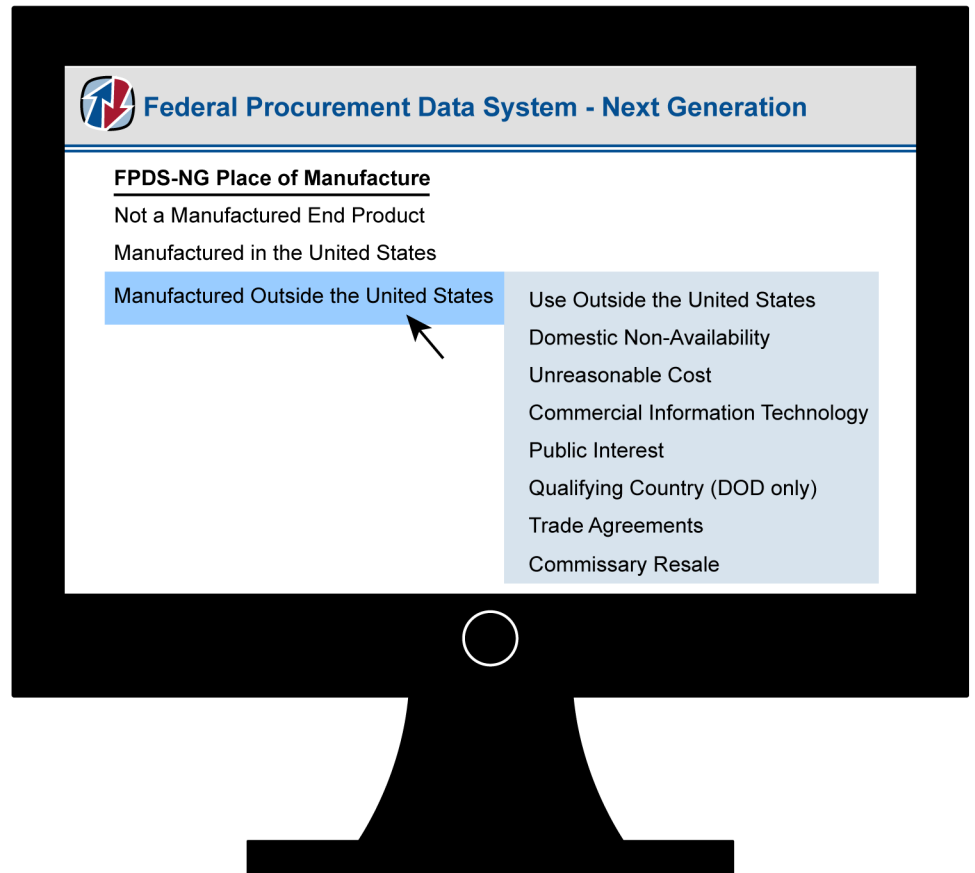 Federal Procurement Data System - Next Generation
FPDS-NG Place of Manufacture
Not a Manufactured End Product
Manufactured in the United States
Manufactured Outside the United States
Use Outside the United States
Domestic Non-Availability
Unreasonable Cost
Commercial Information Technology
Public Interest
Qualifying Country (DOD only)
Trade Agreements
Commissary Resale